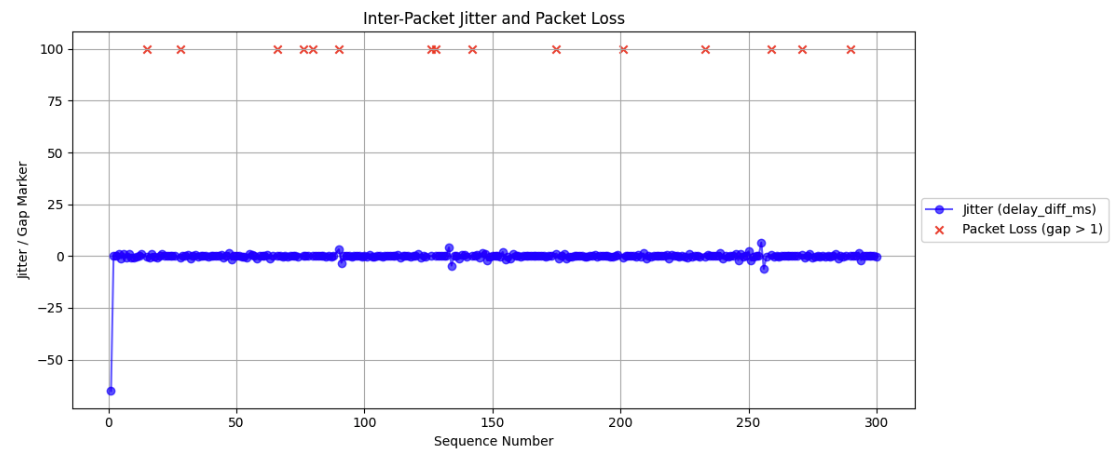 Inter-Packet Jitter and Packet Loss
Jitter / Gap Marker
100
75
50
25
0
−25
−50
0
50
100
150
200
250
300
Sequence Number
Jitter (delay_diff_ms)
Packet Loss (gap > 1)